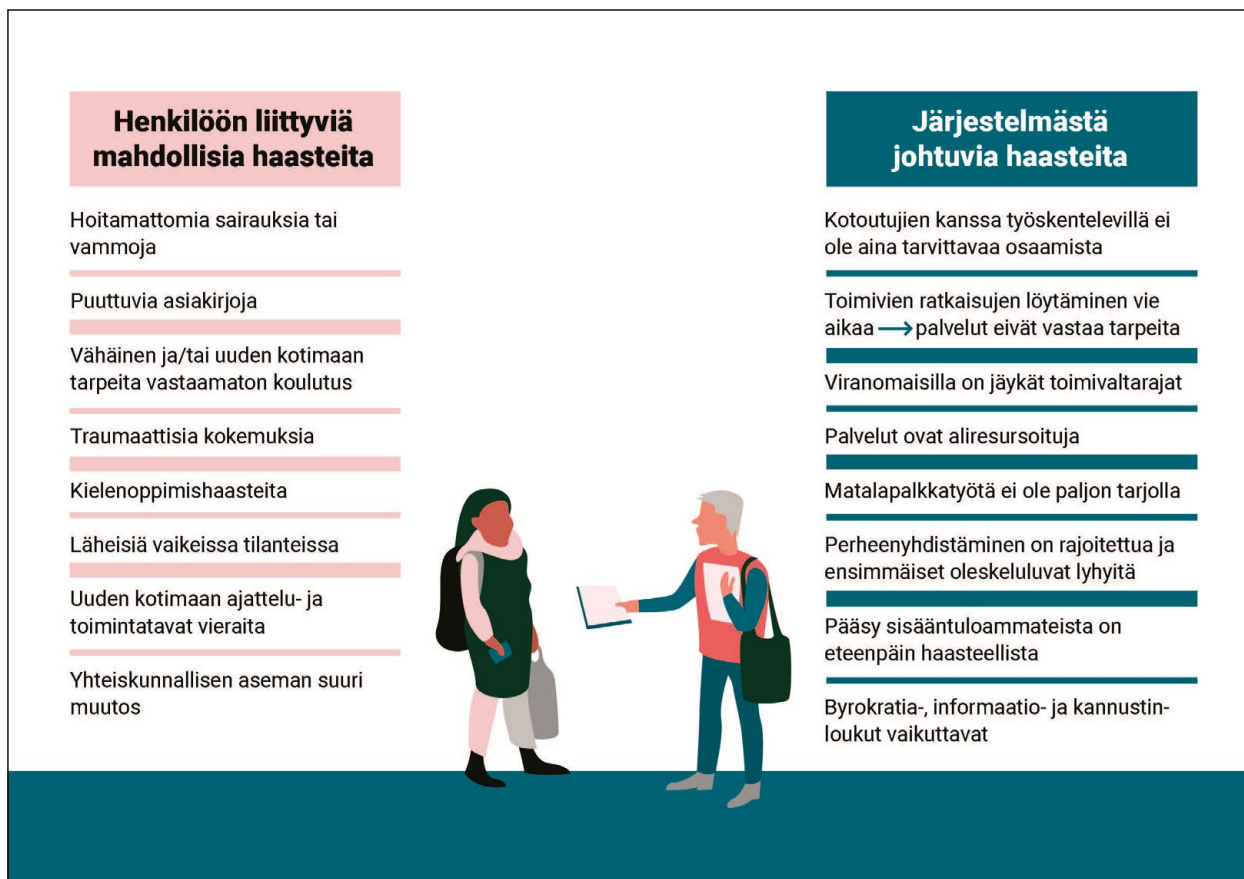 Henkilöön liittyviä
mahdollisia haasteita
Hoitamattomia sairauksia tai
vammoja
Puuttuvia asiakirjoja
Vähäinen ja/tai uuden kotimaan
tarpeita vastaamaton koulutus
Traumaattisia kokemuksia
Kielenoppimishaasteita
Läheisiä vaikeissa tilanteissa
Uuden kotimaan ajattelu- ja
toimintatavat vieraita
Yhteiskunnallisen aseman suuri
muutos
Järjestelmästä
johtuvia haasteita
Kotoutujien kanssa työskentelevillä ei
ole aina tarvittavaa osaamista
Toimivien ratkaisujen löytäminen vie
aikaa → palvelut eivät vastaa tarpeita
Viranomaisilla on jäykät toimivaltarajat
Palvelut ovat aliresursoituja
Matalapalkkatyötä ei ole paljon tarjolla
Perheenyhdistäminen on rajoitettua ja
ensimmäiset oleskeluluvat lyhyitä
Pääsy sisääntuloammateista on
eteenpäin haasteellista
Byrokratia-, informaatio- ja kannustin-
loukut vaikuttavat